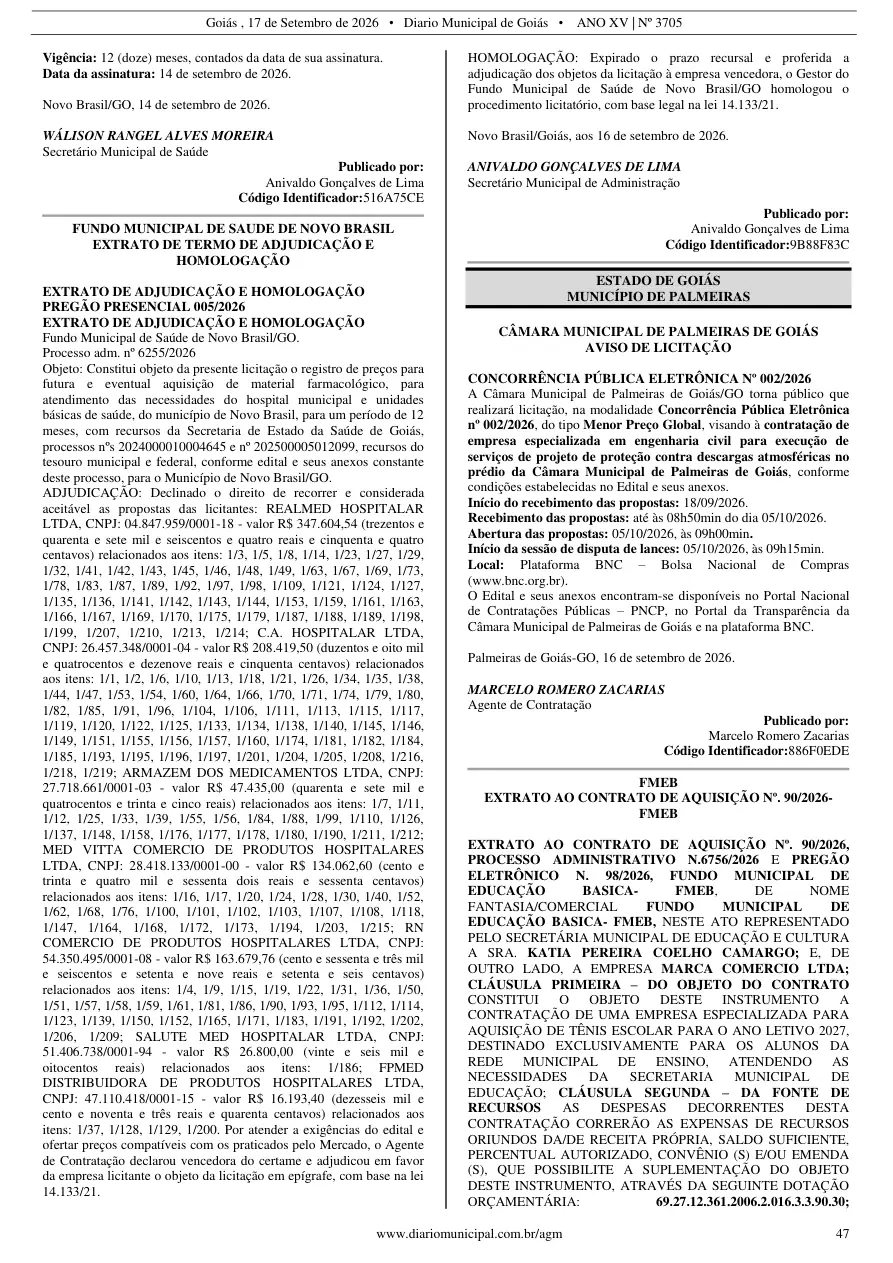 Goiás , 17 de Setembro de 2026 • Diario Municipal de Goiás • ANO XV | Nº 3705
Vigência: 12 (doze) meses, contados da data de sua assinatura.
Data da assinatura: 14 de setembro de 2026.
Novo Brasil/GO, 14 de setembro de 2026.
WÁLISON RANGEL ALVES MOREIRA
Secretário Municipal de Saúde
Publicado por:
Anivaldo Gonçalves de Lima
Código Identificador:516A75CE
FUNDO MUNICIPAL DE SAUDE DE NOVO BRASIL
EXTRATO DE TERMO DE ADJUDICAÇÃO E
HOMOLOGAÇÃO
EXTRATO DE ADJUDICAÇÃO E HOMOLOGAÇÃO
PREGÃO PRESENCIAL 005/2026
EXTRATO DE ADJUDICAÇÃO E HOMOLOGAÇÃO
Fundo Municipal de Saúde de Novo Brasil/GO.
Processo adm. nº 6255/2026
Objeto: Constitui objeto da presente licitação o registro de preços para
futura e eventual aquisição de material farmacológico, para
atendimento das necessidades do hospital municipal e unidades
básicas de saúde, do município de Novo Brasil, para um período de 12
meses, com recursos da Secretaria de Estado da Saúde de Goiás,
processos nºs 2024000010004645 e nº 202500005012099, recursos do
tesouro municipal e federal, conforme edital e seus anexos constante
deste processo, para o Município de Novo Brasil/GO.
ADJUDICAÇÃO: Declinado o direito de recorrer e considerada
aceitável as propostas das licitantes: REALMED HOSPITALAR
LTDA, CNPJ: 04.847.959/0001-18 - valor R$ 347.604,54 (trezentos e
quarenta e sete mil e seiscentos e quatro reais e cinquenta e quatro
centavos) relacionados aos itens: 1/3, 1/5, 1/8, 1/14, 1/23, 1/27, 1/29,
1/32, 1/41, 1/42, 1/43, 1/45, 1/46, 1/48, 1/49, 1/63, 1/67, 1/69, 1/73,
1/78, 1/83, 1/87, 1/89, 1/92, 1/97, 1/98, 1/109, 1/121, 1/124, 1/127,
1/135, 1/136, 1/141, 1/142, 1/143, 1/144, 1/153, 1/159, 1/161, 1/163,
1/166, 1/167, 1/169, 1/170, 1/175, 1/179, 1/187, 1/188, 1/189, 1/198,
1/199, 1/207, 1/210, 1/213, 1/214; C.A. HOSPITALAR LTDA,
CNPJ: 26.457.348/0001-04 - valor R$ 208.419,50 (duzentos e oito mil
e quatrocentos e dezenove reais e cinquenta centavos) relacionados
aos itens: 1/1, 1/2, 1/6, 1/10, 1/13, 1/18, 1/21, 1/26, 1/34, 1/35, 1/38,
1/44, 1/47, 1/53, 1/54, 1/60, 1/64, 1/66, 1/70, 1/71, 1/74, 1/79, 1/80,
1/82, 1/85, 1/91, 1/96, 1/104, 1/106, 1/111, 1/113, 1/115, 1/117,
1/119, 1/120, 1/122, 1/125, 1/133, 1/134, 1/138, 1/140, 1/145, 1/146,
1/149, 1/151, 1/155, 1/156, 1/157, 1/160, 1/174, 1/181, 1/182, 1/184,
1/185, 1/193, 1/195, 1/196, 1/197, 1/201, 1/204, 1/205, 1/208, 1/216,
1/218, 1/219; ARMAZEM DOS MEDICAMENTOS LTDA, CNPJ:
27.718.661/0001-03 - valor R$ 47.435,00 (quarenta e sete mil e
quatrocentos e trinta e cinco reais) relacionados aos itens: 1/7, 1/11,
1/12, 1/25, 1/33, 1/39, 1/55, 1/56, 1/84, 1/88, 1/99, 1/110, 1/126,
1/137, 1/148, 1/158, 1/176, 1/177, 1/178, 1/180, 1/190, 1/211, 1/212;
MED VITTA COMERCIO DE PRODUTOS HOSPITALARES
LTDA, CNPJ: 28.418.133/0001-00 - valor R$ 134.062,60 (cento e
trinta e quatro mil e sessenta dois reais e sessenta centavos)
relacionados aos itens: 1/16, 1/17, 1/20, 1/24, 1/28, 1/30, 1/40, 1/52,
1/62, 1/68, 1/76, 1/100, 1/101, 1/102, 1/103, 1/107, 1/108, 1/118,
1/147, 1/164, 1/168, 1/172, 1/173, 1/194, 1/203, 1/215; RN
COMERCIO DE PRODUTOS HOSPITALARES LTDA, CNPJ:
54.350.495/0001-08 - valor R$ 163.679,76 (cento e sessenta e três mil
e seiscentos e setenta e nove reais e setenta e seis centavos)
relacionados aos itens: 1/4, 1/9, 1/15, 1/19, 1/22, 1/31, 1/36, 1/50,
1/51, 1/57, 1/58, 1/59, 1/61, 1/81, 1/86, 1/90, 1/93, 1/95, 1/112, 1/114,
1/123, 1/139, 1/150, 1/152, 1/165, 1/171, 1/183, 1/191, 1/192, 1/202,
1/206, 1/209; SALUTE MED HOSPITALAR LTDA, CNPJ:
51.406.738/0001-94 - valor R$ 26.800,00 (vinte e seis mil e
oitocentos reais) relacionados aos itens: 1/186; FPMED
DISTRIBUIDORA DE PRODUTOS HOSPITALARES LTDA,
CNPJ: 47.110.418/0001-15 - valor R$ 16.193,40 (dezesseis mil e
cento e noventa e três reais e quarenta centavos) relacionados aos
itens: 1/37, 1/128, 1/129, 1/200. Por atender a exigências do edital e
ofertar preços compatíveis com os praticados pelo Mercado, o Agente
de Contratação declarou vencedora do certame e adjudicou em favor
da empresa licitante o objeto da licitação em epígrafe, com base na lei
14.133/21.
HOMOLOGAÇÃO: Expirado o prazo recursal e proferida a
adjudicação dos objetos da licitação à empresa vencedora, o Gestor do
Fundo Municipal de Saúde de Novo Brasil/GO homologou o
procedimento licitatório, com base legal na lei 14.133/21.
Novo Brasil/Goiás, aos 16 de setembro de 2026.
ANIVALDO GONÇALVES DE LIMA
Secretário Municipal de Administração
Publicado por:
Anivaldo Gonçalves de Lima
Código Identificador:9B88F83C
ESTADO DE GOIÁS
MUNICÍPIO DE PALMEIRAS
CÂMARA MUNICIPAL DE PALMEIRAS DE GOIÁS
AVISO DE LICITAÇÃO
CONCORRÊNCIA PÚBLICA ELETRÔNICA Nº 002/2026
A Câmara Municipal de Palmeiras de Goiás/GO torna público que
realizará licitação, na modalidade Concorrência Pública Eletrônica
nº 002/2026, do tipo Menor Preço Global, visando à contratação de
empresa especializada em engenharia civil para execução de
serviços de projeto de proteção contra descargas atmosféricas no
prédio da Câmara Municipal de Palmeiras de Goiás, conforme
condições estabelecidas no Edital e seus anexos.
Início do recebimento das propostas: 18/09/2026.
Recebimento das propostas: até às 08h50min do dia 05/10/2026.
Abertura das propostas: 05/10/2026, às 09h00min.
Início da sessão de disputa de lances: 05/10/2026, às 09h15min.
Local: Plataforma BNC – Bolsa Nacional de Compras
(www.bnc.org.br).
O Edital e seus anexos encontram-se disponíveis no Portal Nacional
de Contratações Públicas – PNCP, no Portal da Transparência da
Câmara Municipal de Palmeiras de Goiás e na plataforma BNC.
Palmeiras de Goiás-GO, 16 de setembro de 2026.
MARCELO ROMERO ZACARIAS
Agente de Contratação
Publicado por:
Marcelo Romero Zacarias
Código Identificador:886F0EDE
FMEB
EXTRATO AO CONTRATO DE AQUISIÇÃO Nº. 90/2026-
FMEB
EXTRATO AO CONTRATO DE AQUISIÇÃO Nº. 90/2026,
PROCESSO ADMINISTRATIVO N.6756/2026 E PREGÃO
ELETRÔNICO N. 98/2026, FUNDO MUNICIPAL DE
EDUCAÇÃO BASICA- FMEB, DE NOME
FANTASIA/COMERCIAL FUNDO MUNICIPAL DE
EDUCAÇÃO BASICA- FMEB, NESTE ATO REPRESENTADO
PELO SECRETÁRIA MUNICIPAL DE EDUCAÇÃO E CULTURA
A SRA. KATIA PEREIRA COELHO CAMARGO; E, DE
OUTRO LADO, A EMPRESA MARCA COMERCIO LTDA;
CLÁUSULA PRIMEIRA – DO OBJETO DO CONTRATO
CONSTITUI O OBJETO DESTE INSTRUMENTO A
CONTRATAÇÃO DE UMA EMPRESA ESPECIALIZADA PARA
AQUISIÇÃO DE TÊNIS ESCOLAR PARA O ANO LETIVO 2027,
DESTINADO EXCLUSIVAMENTE PARA OS ALUNOS DA
REDE MUNICIPAL DE ENSINO, ATENDENDO AS
NECESSIDADES DA SECRETARIA MUNICIPAL DE
EDUCAÇÃO; CLÁUSULA SEGUNDA – DA FONTE DE
RECURSOS AS DESPESAS DECORRENTES DESTA
CONTRATAÇÃO CORRERÃO AS EXPENSAS DE RECURSOS
ORIUNDOS DA/DE RECEITA PRÓPRIA, SALDO SUFICIENTE,
PERCENTUAL AUTORIZADO, CONVÊNIO (S) E/OU EMENDA
(S), QUE POSSIBILITE A SUPLEMENTAÇÃO DO OBJETO
DESTE INSTRUMENTO, ATRAVÉS DA SEGUINTE DOTAÇÃO
ORÇAMENTÁRIA: 69.27.12.361.2006.2.016.3.3.90.30;
www.diariomunicipal.com.br/agm 47